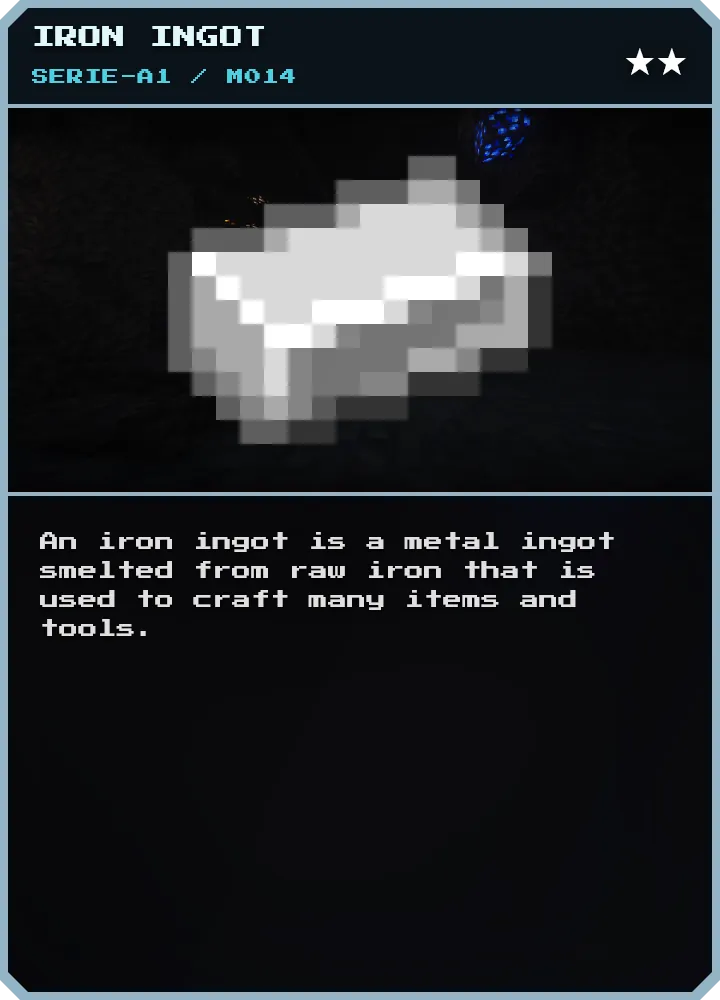 IRON INGOT
SERIE-A1 / M014
★★
An iron ingot is a metal ingot
smelted from raw iron that is
used to craft many items and
tools.